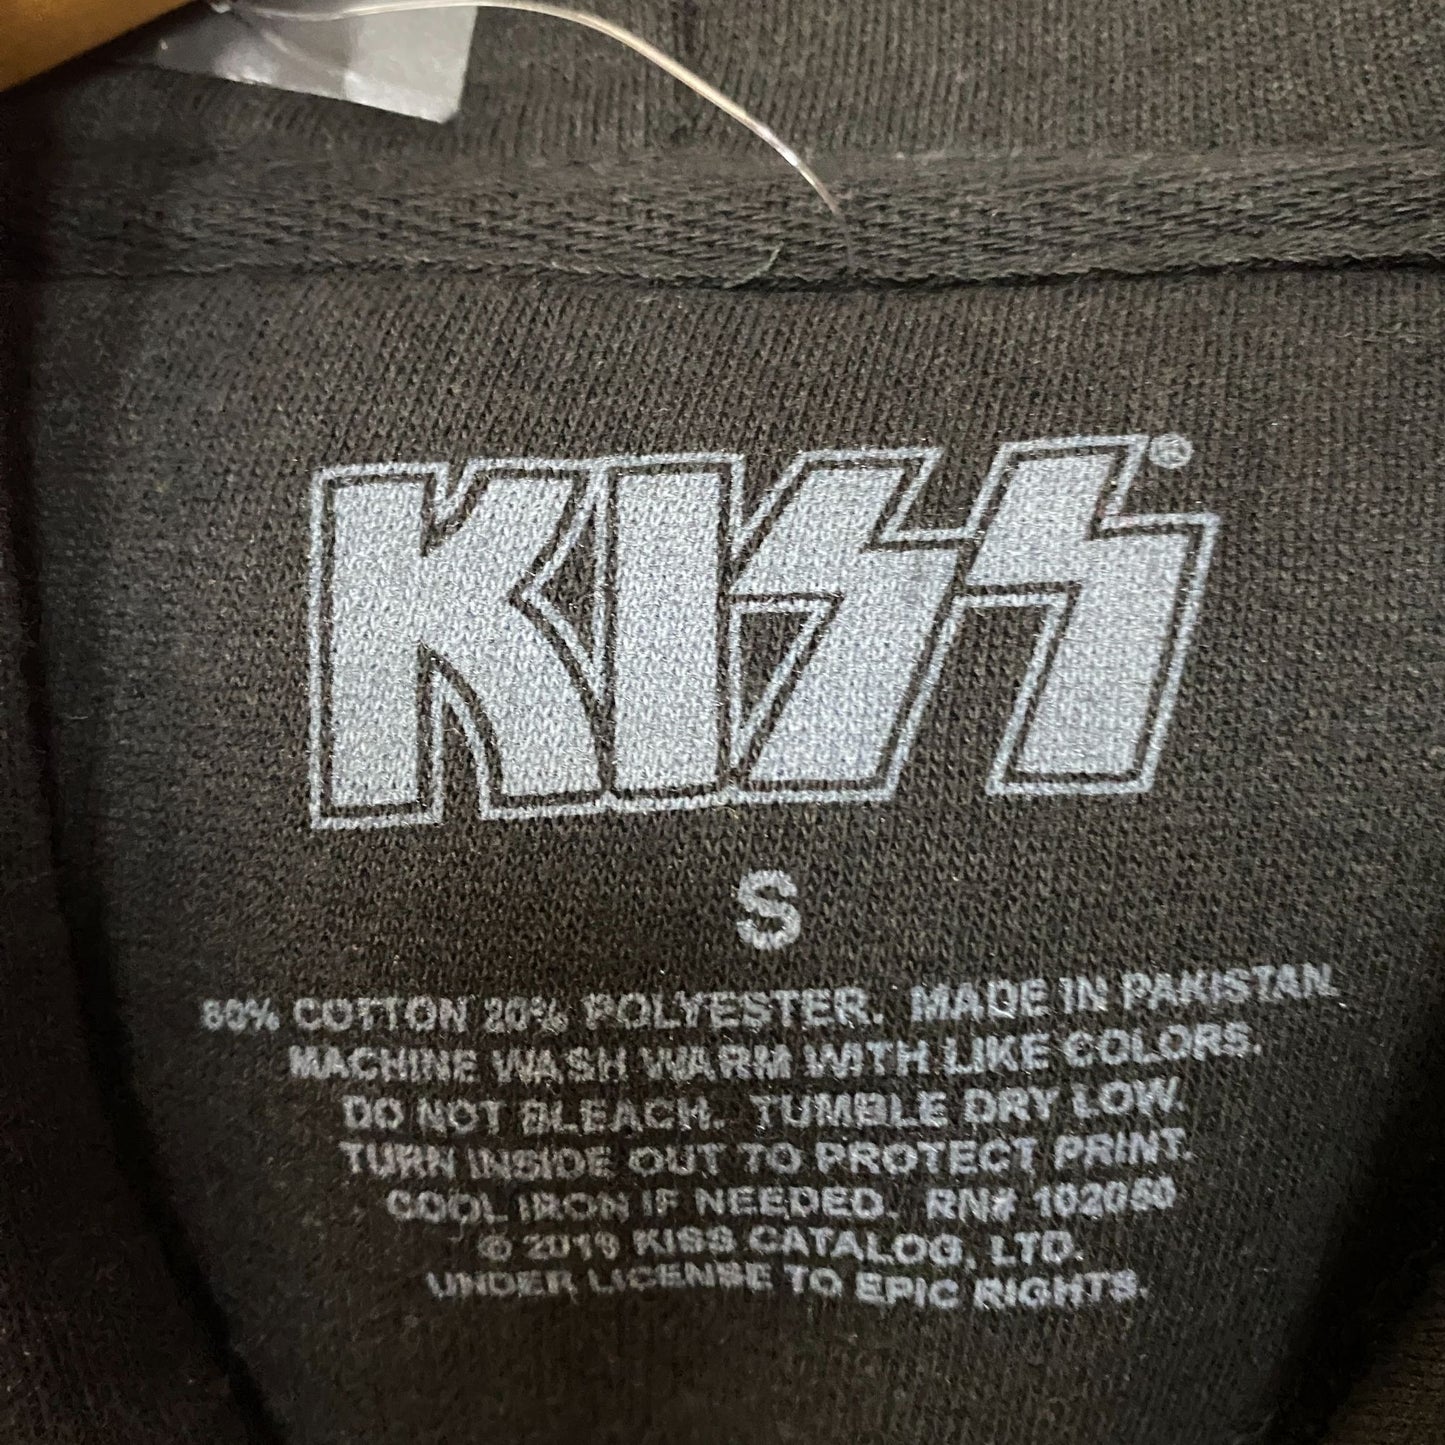 KISS®
S
80% COTTON 20% POLYESTER. MADE IN PAKISTAN.
MACHINE WASH WARM WITH LIKE COLORS.
DO NOT BLEACH. TUMBLE DRY LOW.
TURN INSIDE OUT TO PROTECT PRINT.
COOL IRON IF NEEDED. RN# 102050
© 2019 KISS CATALOG, LTD.
UNDER LICENSE TO EPIC RIGHTS.